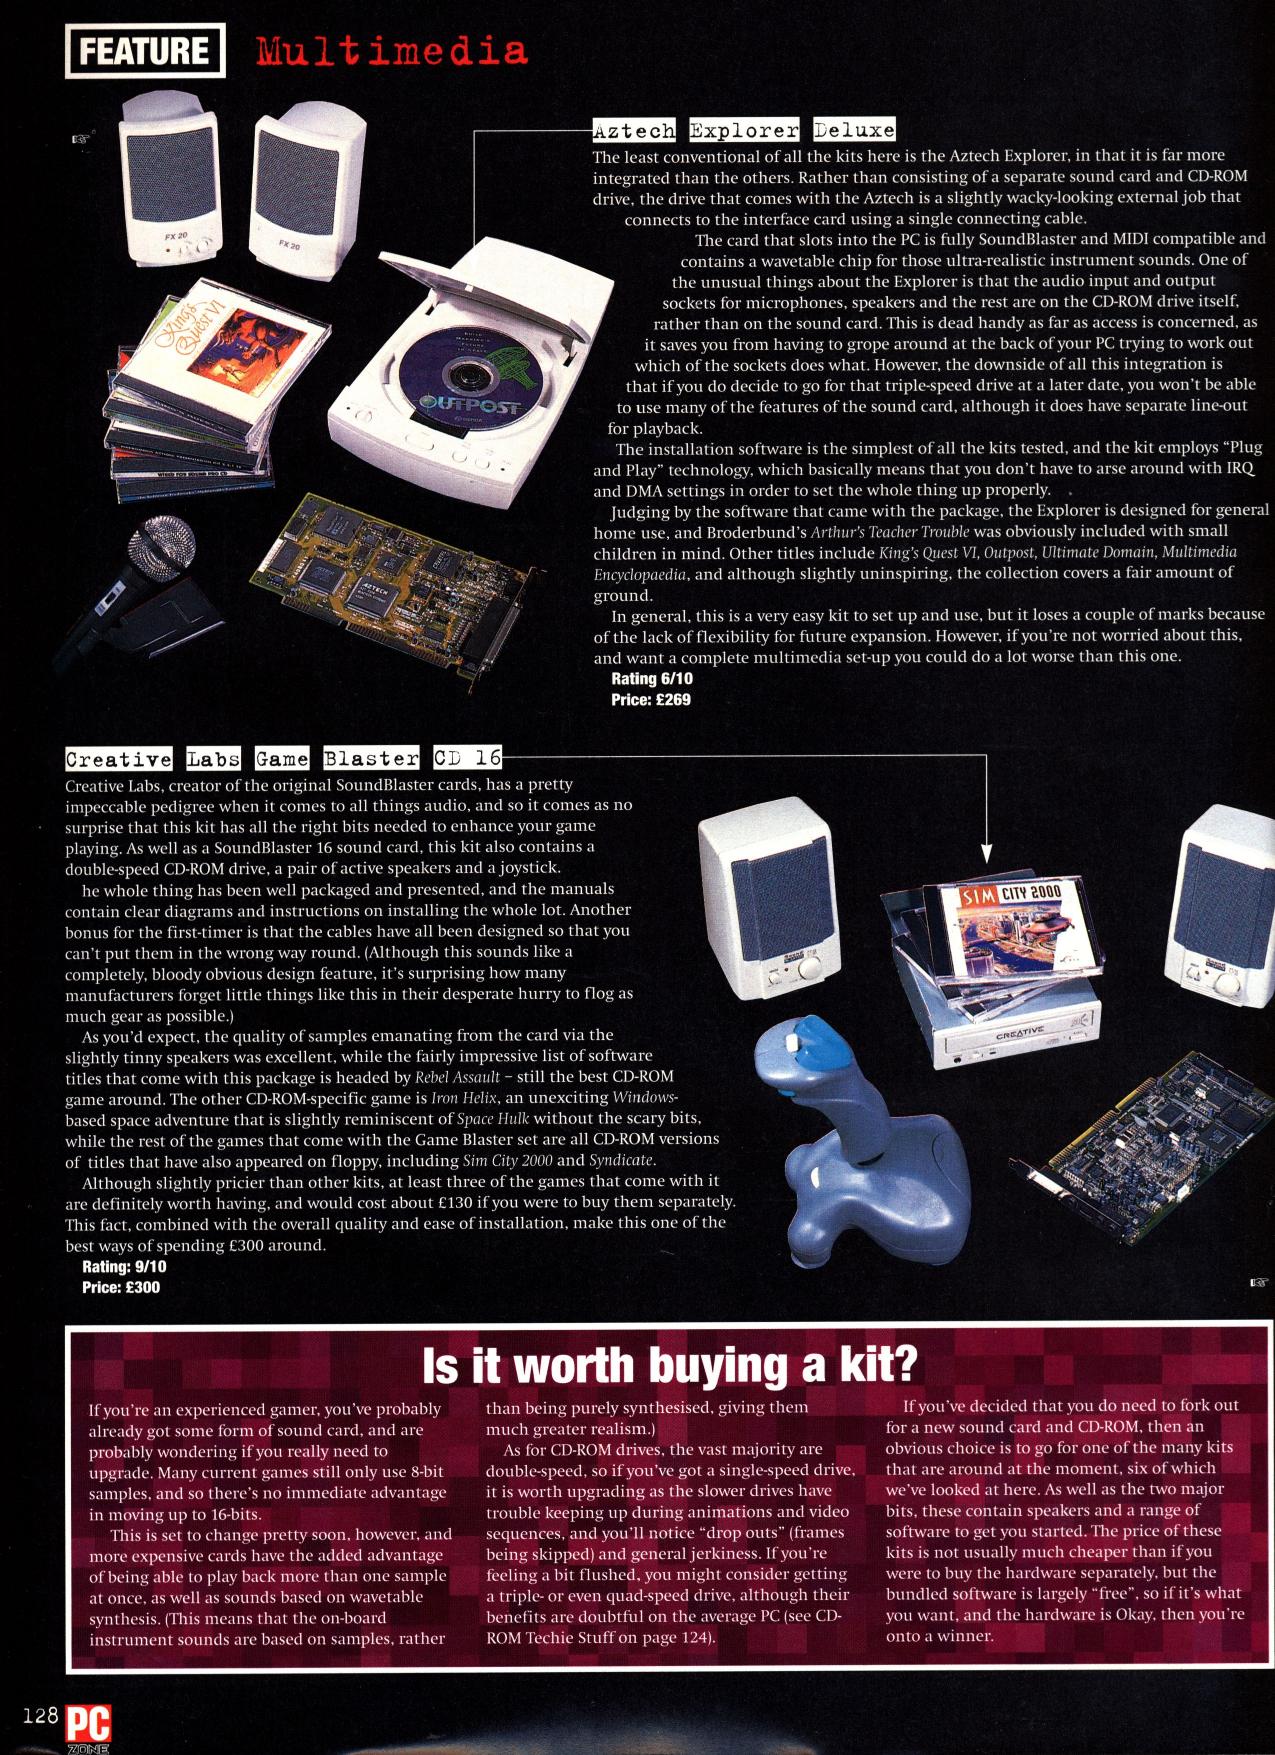 FEATURE Multimedia
FX 20
FX 20
King's
Quest VI
OUTPOST
AZTECH
Aztech Explorer Deluxe
The least conventional of all the kits here is the Aztech Explorer, in that it is far more
integrated than the others. Rather than consisting of a separate sound card and CD-ROM
drive, the drive that comes with the Aztech is a slightly wacky-looking external job that
connects to the interface card using a single connecting cable.
The card that slots into the PC is fully SoundBlaster and MIDI compatible and
contains a wavetable chip for those ultra-realistic instrument sounds. One of
the unusual things about the Explorer is that the audio input and output
sockets for microphones, speakers and the rest are on the CD-ROM drive itself,
rather than on the sound card. This is dead handy as far as access is concerned, as
it saves you from having to grope around at the back of your PC trying to work out
which of the sockets does what. However, the downside of all this integration is
that if you do decide to go for that triple-speed drive at a later date, you won't be able
to use many of the features of the sound card, although it does have separate line-out
for playback.
The installation software is the simplest of all the kits tested, and the kit employs “Plug
and Play” technology, which basically means that you don't have to arse around with IRQ
and DMA settings in order to set the whole thing up properly.
Judging by the software that came with the package, the Explorer is designed for general
home use, and Broderbund's Arthur's Teacher Trouble was obviously included with small
children in mind. Other titles include King's Quest VI, Outpost, Ultimate Domain, Multimedia
Encyclopaedia, and although slightly uninspiring, the collection covers a fair amount of
ground.
In general, this is a very easy kit to set up and use, but it loses a couple of marks because
of the lack of flexibility for future expansion. However, if you're not worried about this,
and want a complete multimedia set-up you could do a lot worse than this one.
Rating 6/10
Price: £269
Creative Labs Game Blaster CD 16
Creative Labs, creator of the original SoundBlaster cards, has a pretty
impeccable pedigree when it comes to all things audio, and so it comes as no
surprise that this kit has all the right bits needed to enhance your game
playing. As well as a SoundBlaster 16 sound card, this kit also contains a
double-speed CD-ROM drive, a pair of active speakers and a joystick.
he whole thing has been well packaged and presented, and the manuals
contain clear diagrams and instructions on installing the whole lot. Another
bonus for the first-timer is that the cables have all been designed so that you
can't put them in the wrong way round. (Although this sounds like a
completely, bloody obvious design feature, it's surprising how many
manufacturers forget little things like this in their desperate hurry to flog as
much gear as possible.)
As you'd expect, the quality of samples emanating from the card via the
slightly tinny speakers was excellent, while the fairly impressive list of software
titles that come with this package is headed by Rebel Assault – still the best CD-ROM
game around. The other CD-ROM-specific game is Iron Helix, an unexciting Windows-
based space adventure that is slightly reminiscent of Space Hulk without the scary bits,
while the rest of the games that come with the Game Blaster set are all CD-ROM versions
of titles that have also appeared on floppy, including Sim City 2000 and Syndicate.
Although slightly pricier than other kits, at least three of the games that come with it
are definitely worth having, and would cost about £130 if you were to buy them separately.
This fact, combined with the overall quality and ease of installation, make this one of the
best ways of spending £300 around.
Rating: 9/10
Price: £300
SIM CITY 2000
CREATIVE
Is it worth buying a kit?
If you're an experienced gamer, you've probably
already got some form of sound card, and are
probably wondering if you really need to
upgrade. Many current games still only use 8-bit
samples, and so there's no immediate advantage
in moving up to 16-bits.
This is set to change pretty soon, however, and
more expensive cards have the added advantage
of being able to play back more than one sample
at once, as well as sounds based on wavetable
synthesis. (This means that the on-board
instrument sounds are based on samples, rather
than being purely synthesised, giving them
much greater realism.)
As for CD-ROM drives, the vast majority are
double-speed, so if you've got a single-speed drive,
it is worth upgrading as the slower drives have
trouble keeping up during animations and video
sequences, and you'll notice “drop outs” (frames
being skipped) and general jerkiness. If you're
feeling a bit flushed, you might consider getting
a triple- or even quad-speed drive, although their
benefits are doubtful on the average PC (see CD-
ROM Techie Stuff on page 124).
If you've decided that you do need to fork out
for a new sound card and CD-ROM, then an
obvious choice is to go for one of the many kits
that are around at the moment, six of which
we've looked at here. As well as the two major
bits, these contain speakers and a range of
software to get you started. The price of these
kits is not usually much cheaper than if you
were to buy the hardware separately, but the
bundled software is largely “free”, so if it's what
you want, and the hardware is Okay, then you're
onto a winner.
128 PC
ZONE